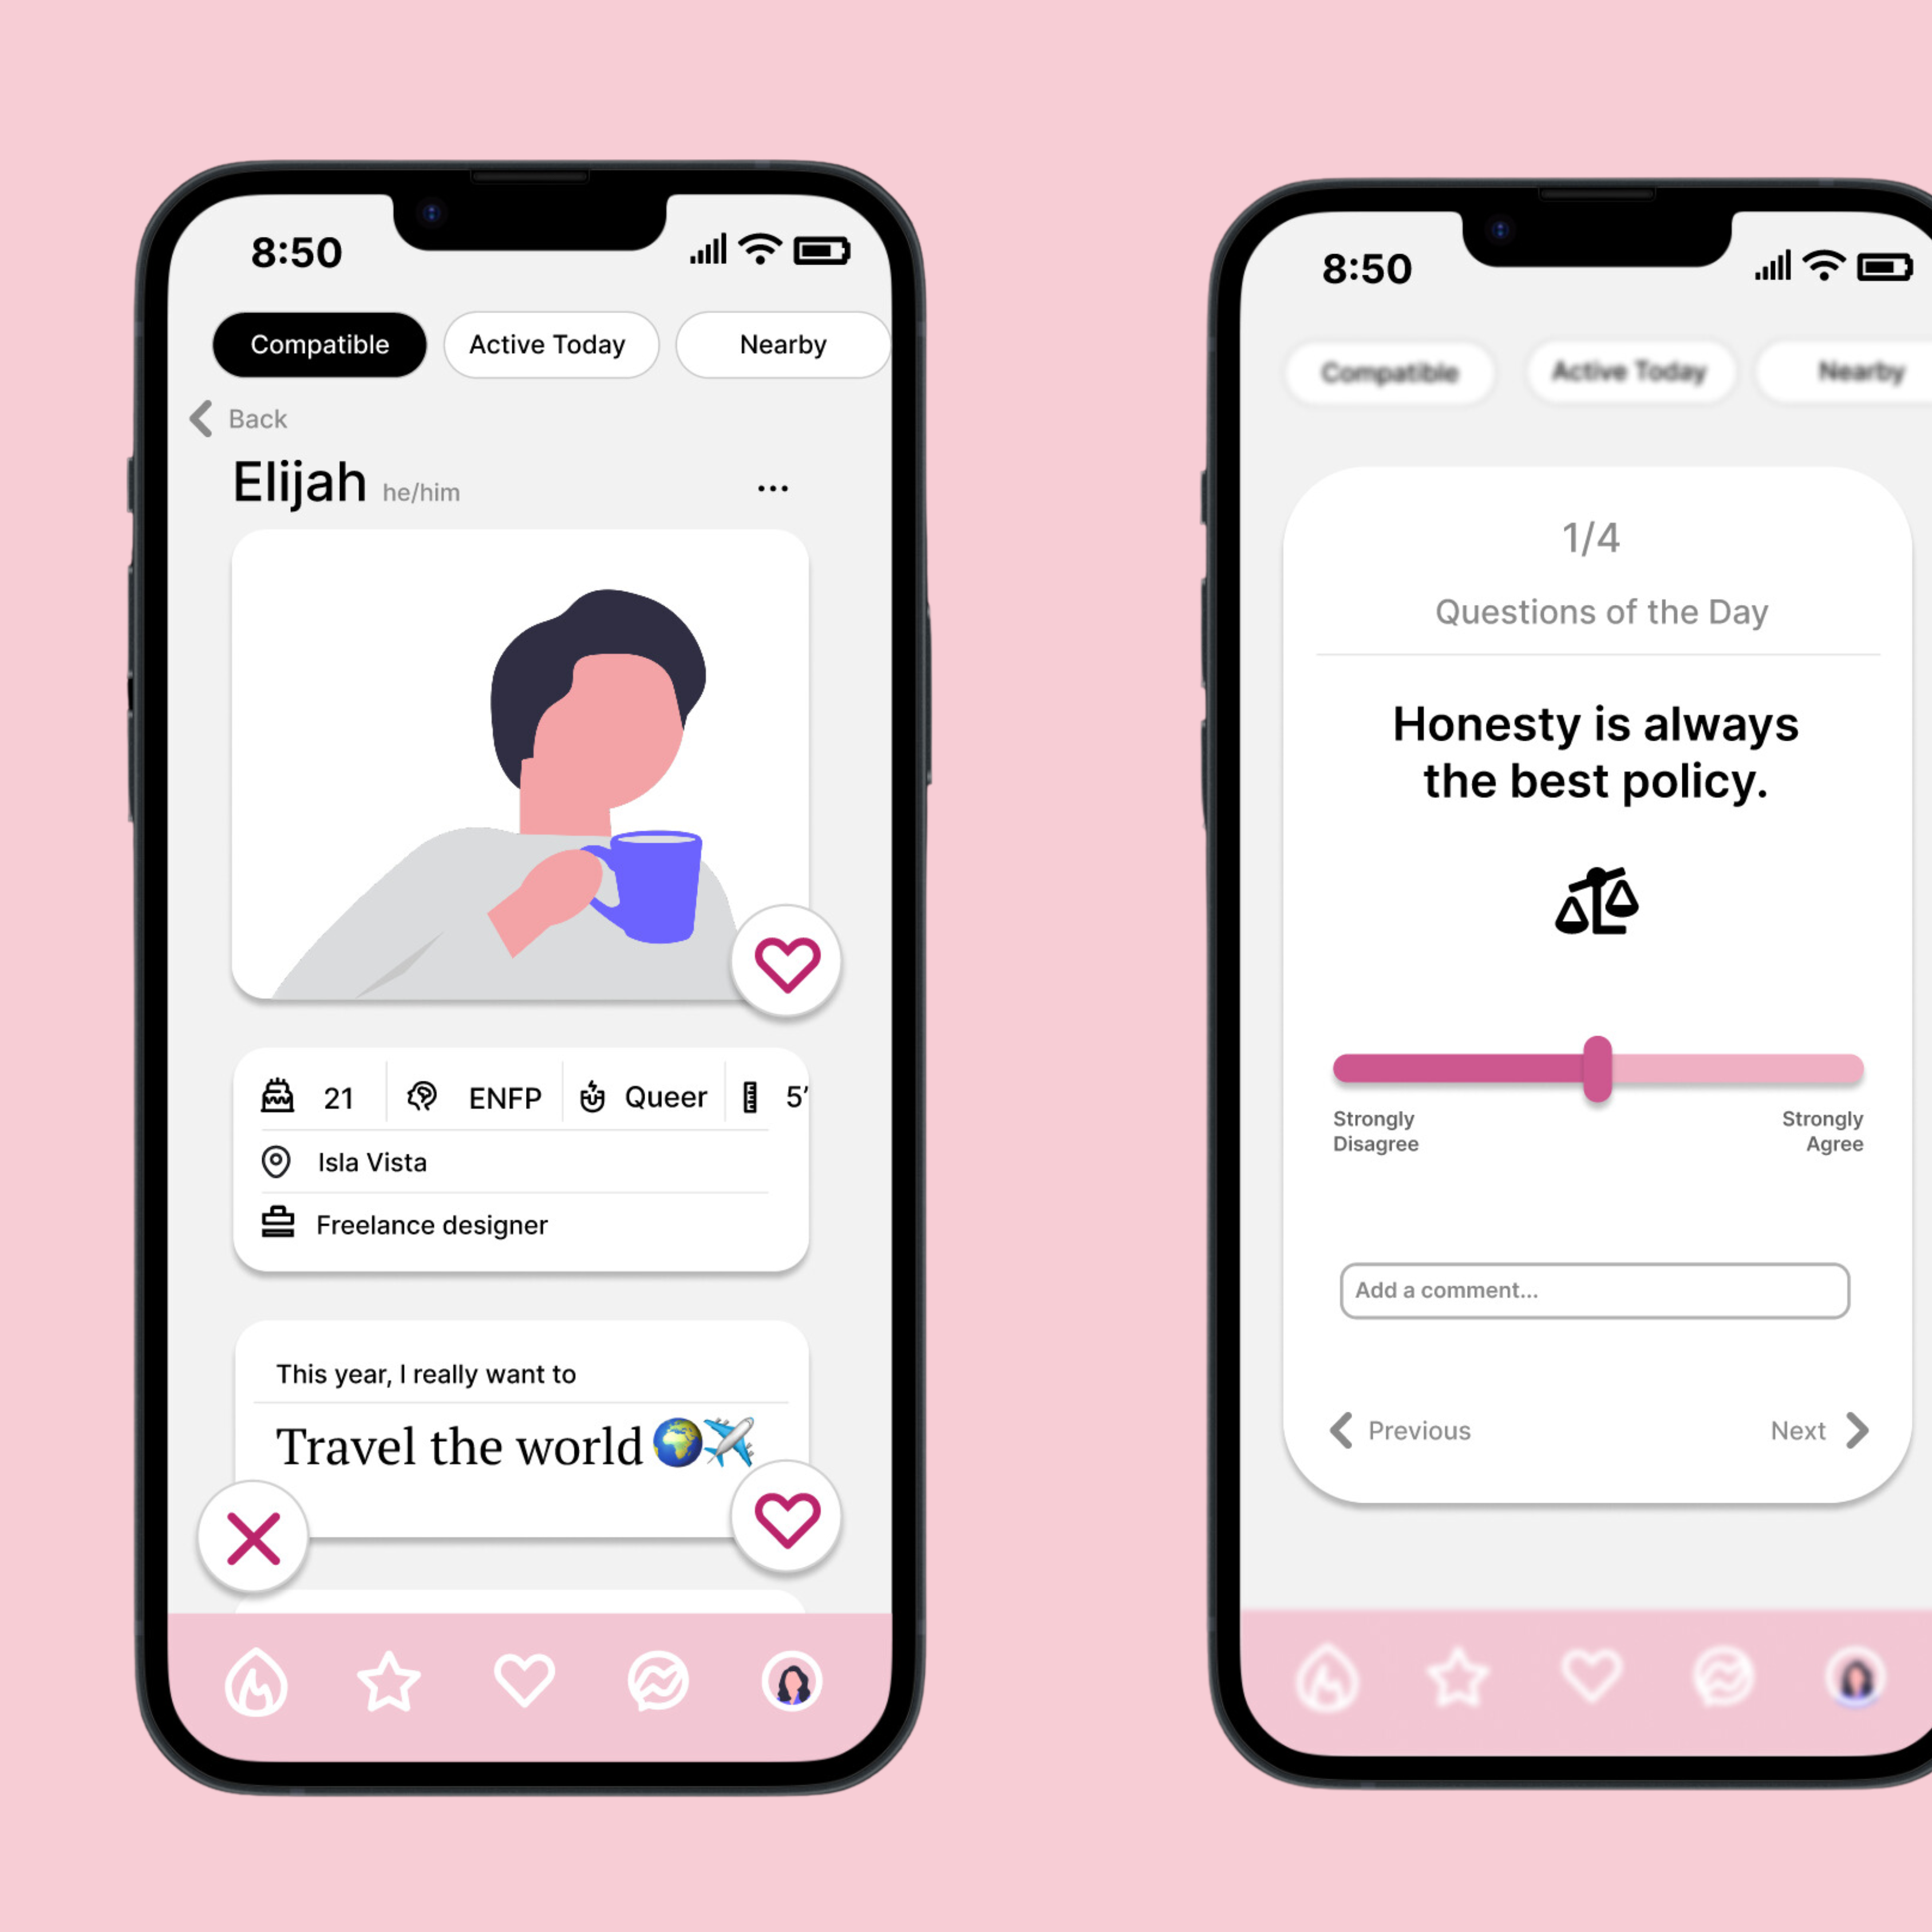 8:50
Compatible Active Today Nearby
Back
Elijah he/him
...
21 ENFP Queer 5'
Isla Vista
Freelance designer
This year, I really want to
Travel the world 🌍✈️
8:50
Compatible Active Today Nearby
1/4
Questions of the Day
Honesty is always
the best policy.
Strongly Strongly
Disagree Agree
Add a comment...
Previous Next